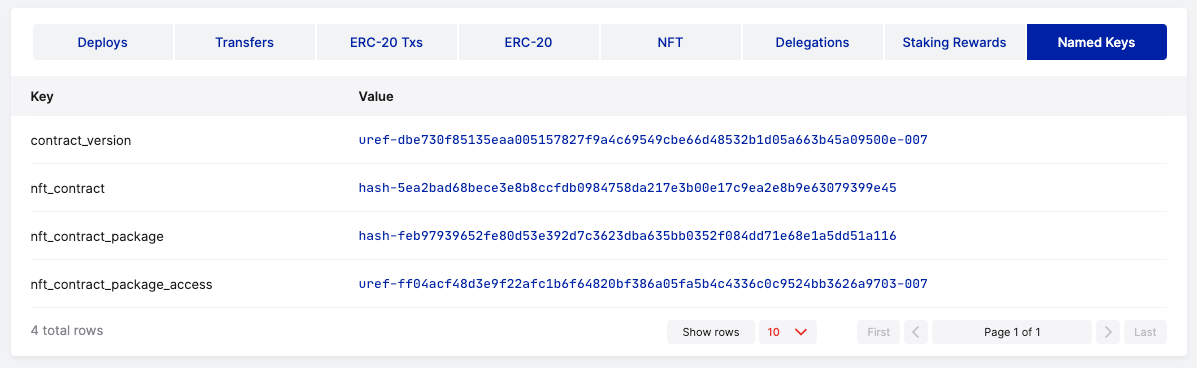 Deploys Transfers ERC-20 Txs ERC-20 NFT Delegations Staking Rewards Named Keys
Key Value
contract_version uref-dbe730f85135eaa005157827f9a4c69549cbe66d48532b1d05a663b45a09500e-007
nft_contract hash-5ea2bad68bece3e8b8ccfdb0984758da217e3b00e17c9ea2e8b9e63079399e45
nft_contract_package hash-feb97939652fe80d53e392d7c3623dba635bb0352f084dd71e68e1a5dd51a116
nft_contract_package_access uref-ff04acf48d3e9f22afc1b6f64820bf386a05fa5b4c4336c0c9524bb3626a9703-007
4 total rows Show rows 10 First Page 1 of 1 Last